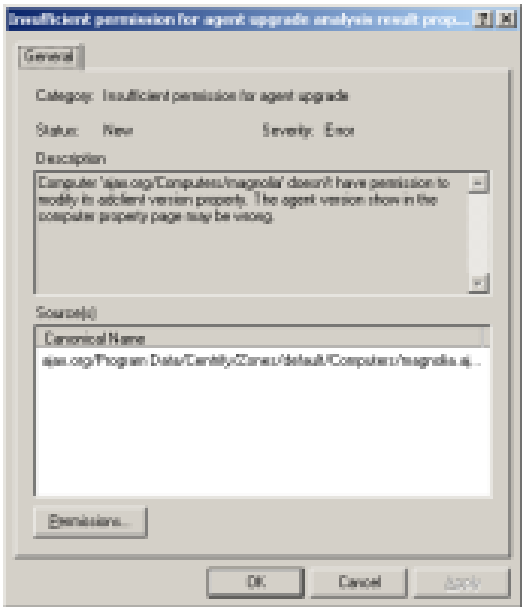 Insufficient permission for agent upgrade analysis result prop...
General
Category: Insufficient permission for agent upgrade
Status: New Severity: Error
Description
Computer 'ajax.org/Computers/magnolia' doesn't have permission to
modify its adclient version property. The agent version show in the
computer property page may be wrong.
Source(s)
Canonical Name
ajax.org/Program Data/Centrify/Zones/default/Computers/magnolia.aj...
Permissions...
OK Cancel Apply